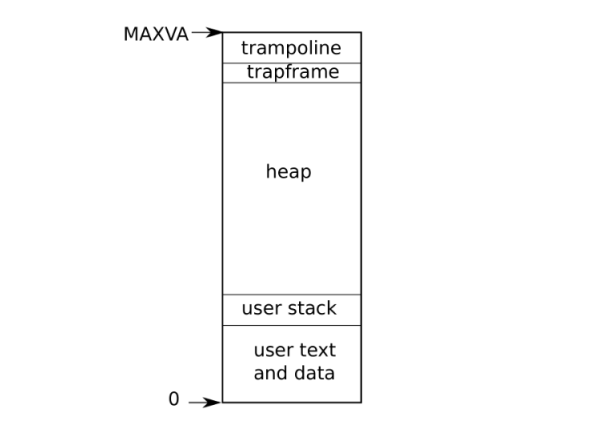 MAXVA
trampoline
trapframe
heap
user stack
user text
and data
0